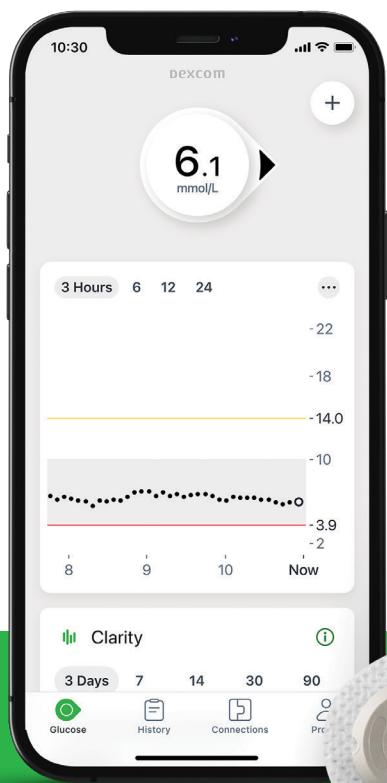 10:30
Dexcom
+
6.1
mmol/L
3 Hours 6 12 24
22
18
14.0
10
3.9
2
8 9 10 Now
Clarity
3 Days 7 14 30 90
Glucose History Connections